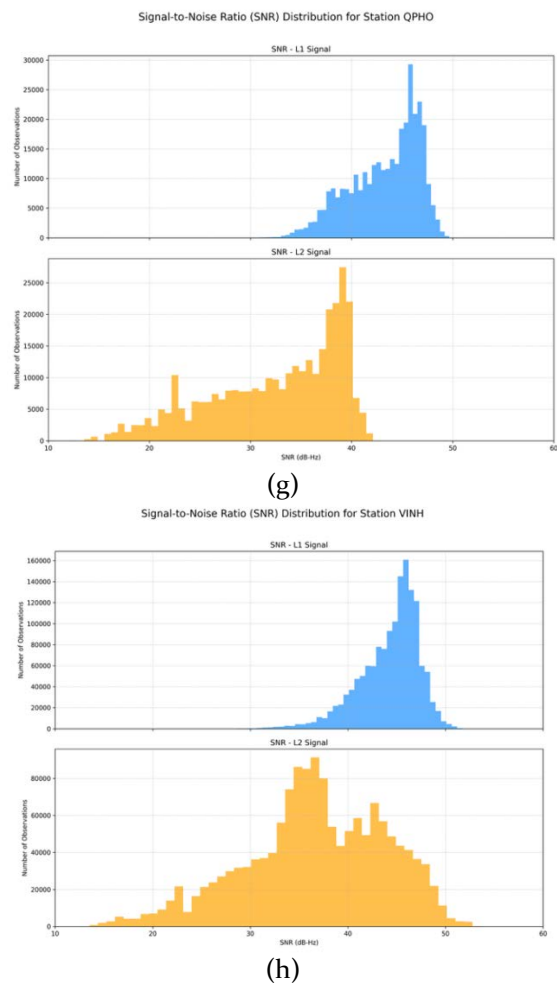 Signal-to-Noise Ratio (SNR) Distribution for Station QPHO
SNR - L1 Signal
30000
25000
20000
15000
10000
5000
0
Number of Observations
SNR - L2 Signal
25000
20000
15000
10000
5000
0
Number of Observations
10 20 30 40 50 60
SNR (dB-Hz)
(g)
Signal-to-Noise Ratio (SNR) Distribution for Station VINH
SNR - L1 Signal
160000
140000
120000
100000
80000
60000
40000
20000
0
Number of Observations
SNR - L2 Signal
80000
60000
40000
20000
0
Number of Observations
10 20 30 40 50 60
SNR (dB-Hz)
(h)